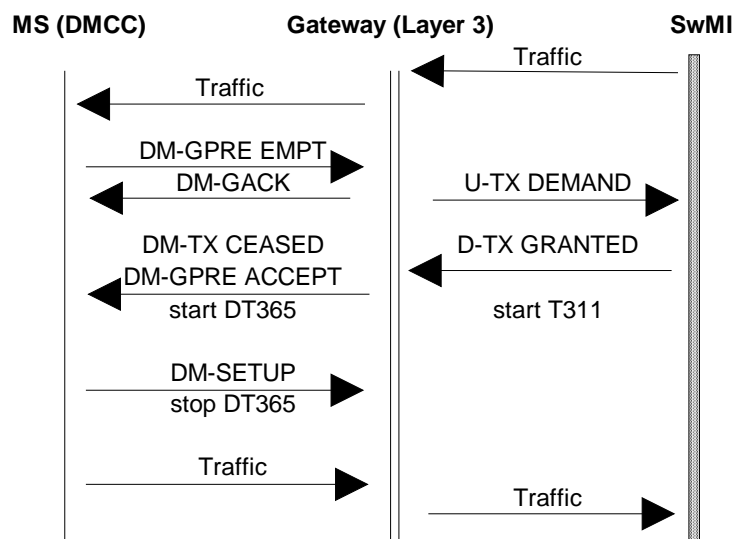 MS (DMCC) Gateway (Layer 3) SwMI
Traffic
Traffic
DM-GPRE EMPT
DM-GACK U-TX DEMAND
DM-TX CEASED D-TX GRANTED
DM-GPRE ACCEPT
start DT365 start T311
DM-SETUP
stop DT365
Traffic
Traffic